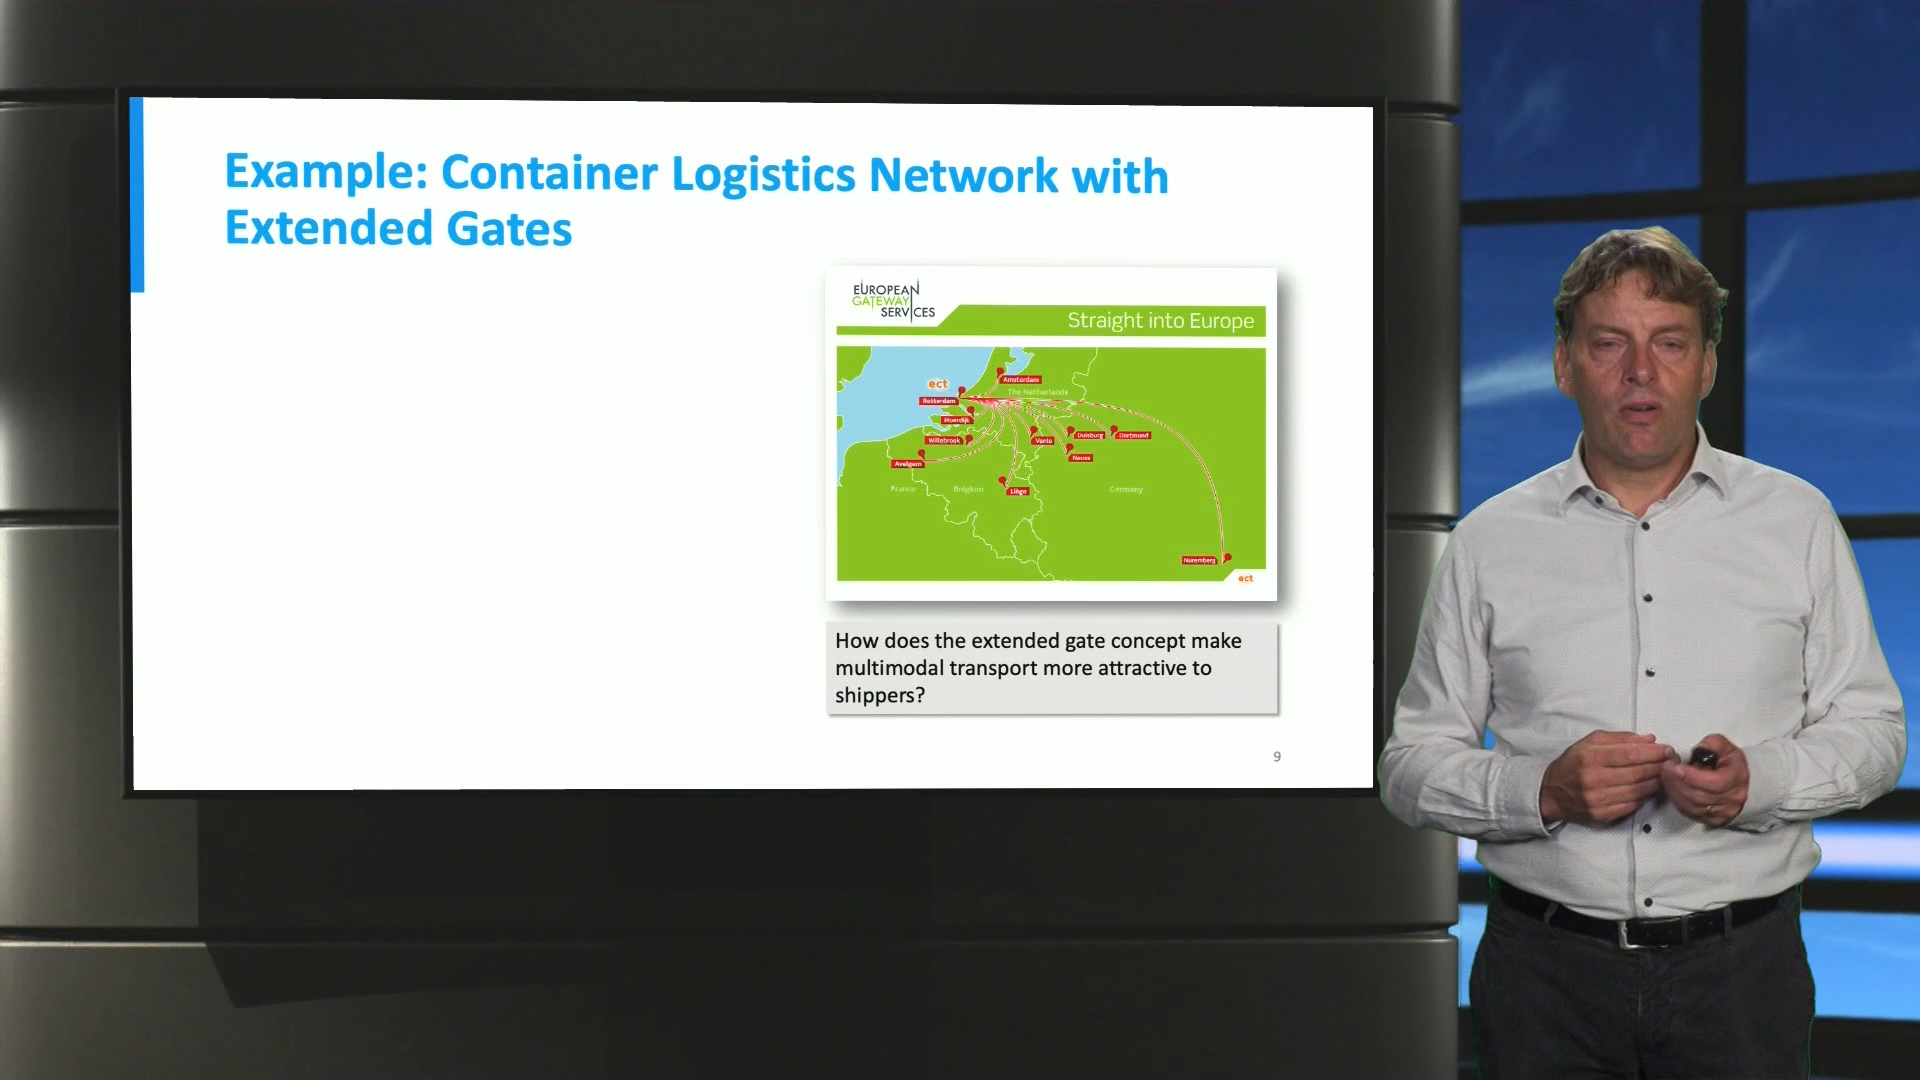 Example: Container Logistics Network with
Extended Gates
EUROPEAN
GATEWAY
SERVICES
Straight into Europe
ect
Amsterdam
The Netherlands
Rotterdam
Moerdijk
Willebroek
Venlo
Duisburg
Dortmund
Avelgem
Neuss
France
Belgium
Liège
Germany
Nuremberg
ect
How does the extended gate concept make
multimodal transport more attractive to
shippers?
9